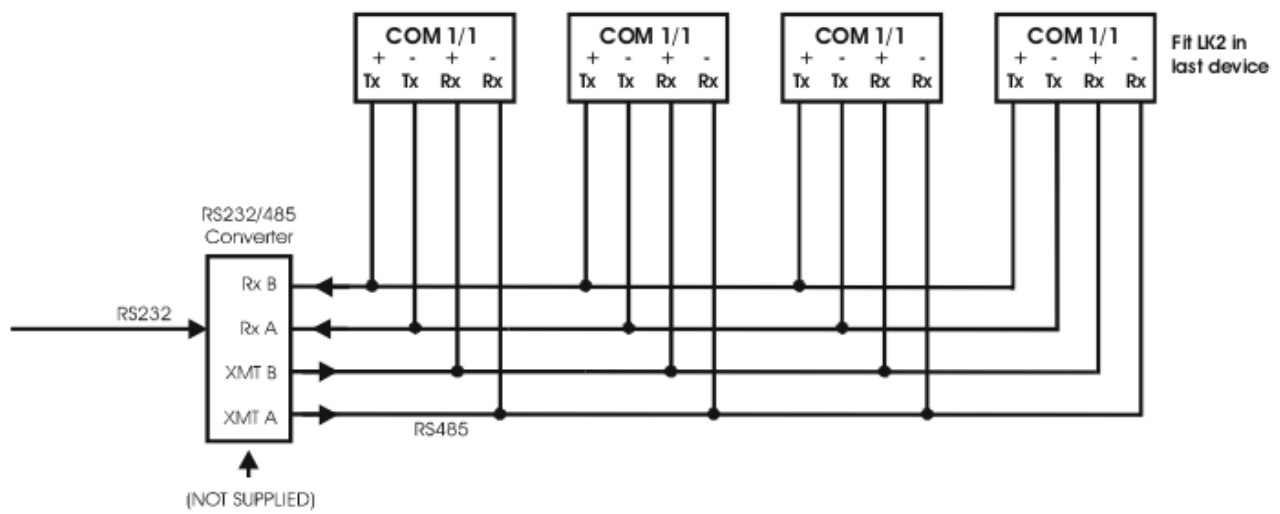 COM 1/1
+ - + -
Tx Tx Rx Rx
COM 1/1
+ - + -
Tx Tx Rx Rx
COM 1/1
+ - + -
Tx Tx Rx Rx
COM 1/1
+ - + -
Tx Tx Rx Rx
Fit LK2 in
last device
RS232/485
Converter
Rx B
RS232
Rx A
XMT B
XMT A
RS485
(NOT SUPPLIED)